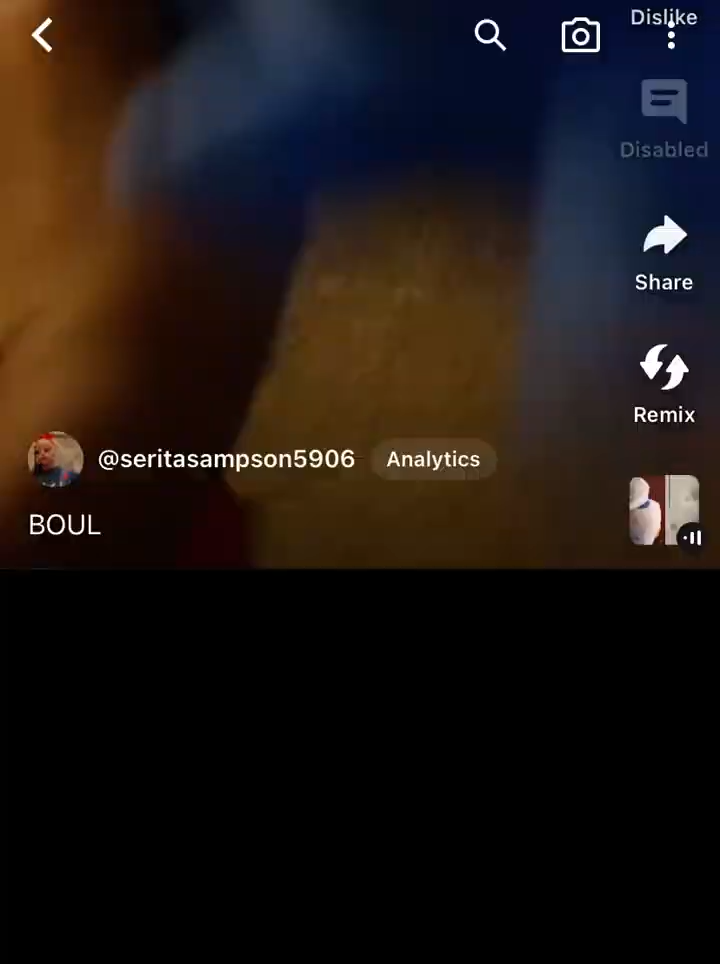 Dislike
Disabled
Share
Remix
@seritasampson5906 Analytics
BOUL